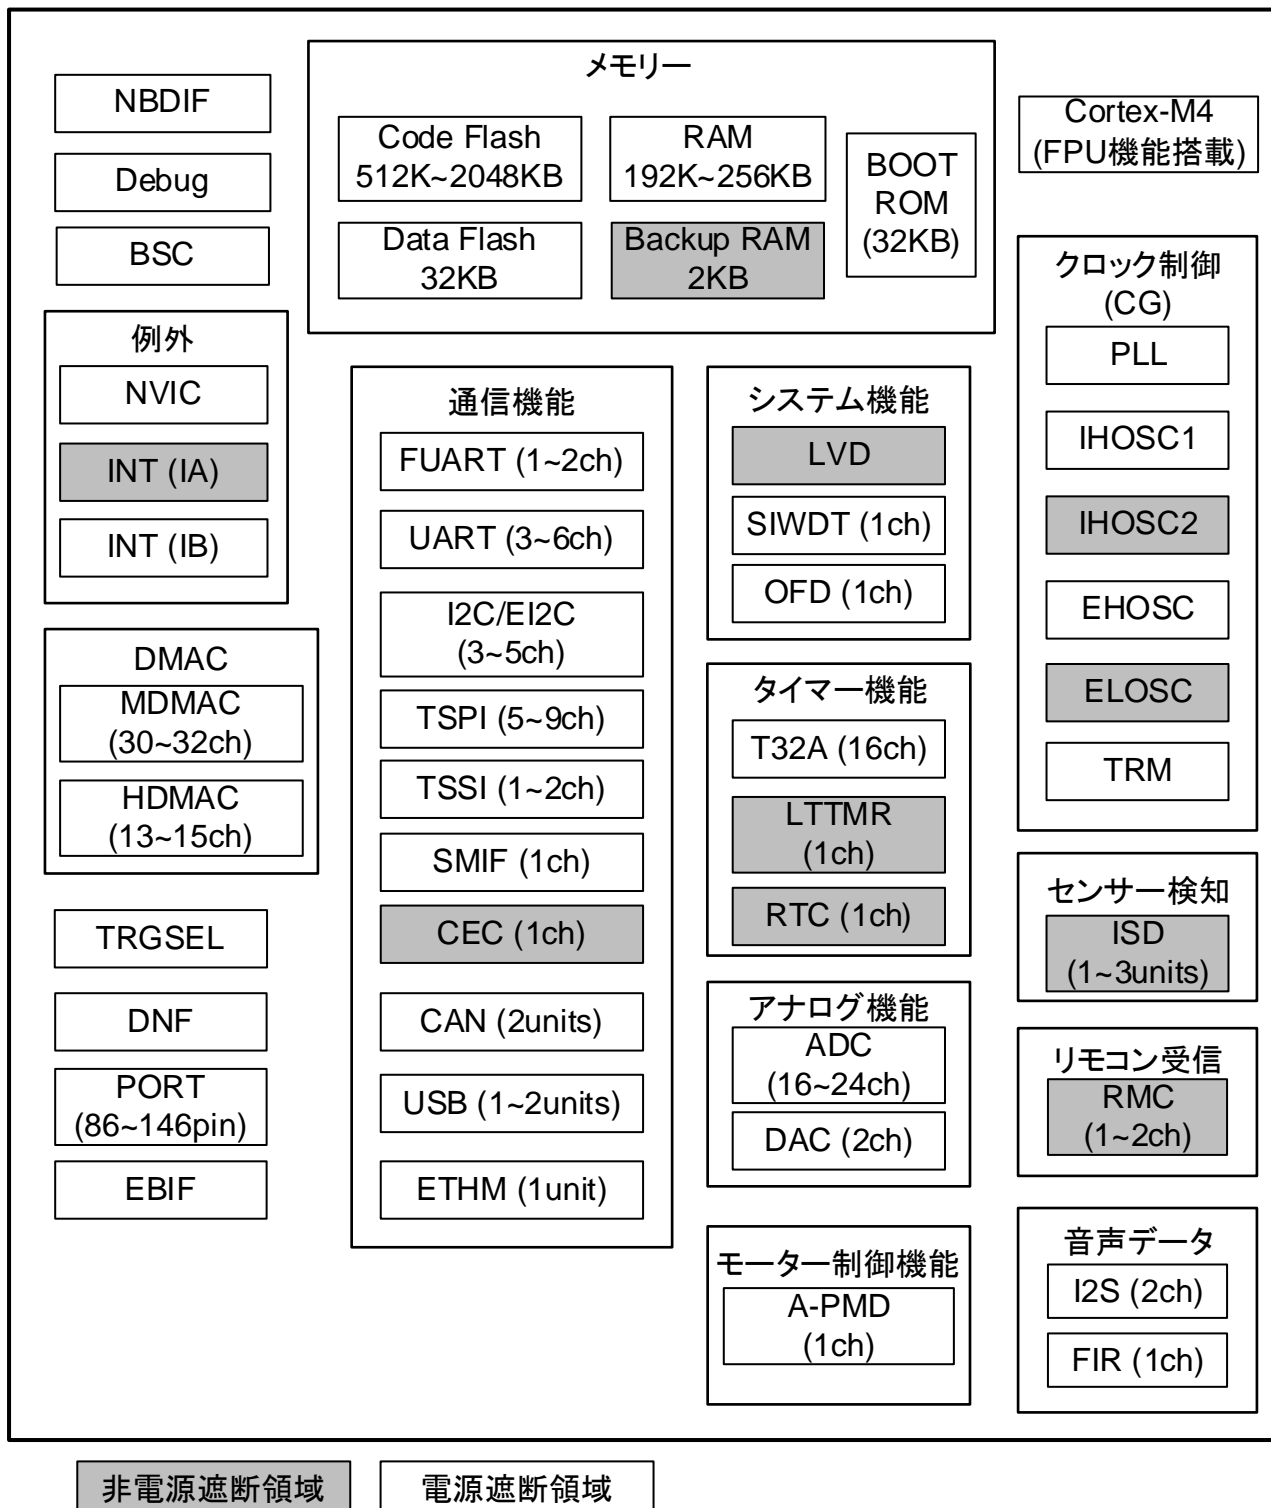 メモリー
NBDIF
Debug
BSC
Code Flash
512K~2048KB
RAM
192K~256KB
BOOT
ROM
(32KB)
Data Flash
32KB
Backup RAM
2KB
Cortex-M4
(FPU機能搭載)
例外
NVIC
INT (IA)
INT (IB)
DMAC
MDMAC
(30~32ch)
HDMAC
(13~15ch)
TRGSEL
DNF
PORT
(86~146pin)
EBIF
通信機能
FUART (1~2ch)
UART (3~6ch)
I2C/EI2C
(3~5ch)
TSPI (5~9ch)
TSSI (1~2ch)
SMIF (1ch)
CEC (1ch)
CAN (2units)
USB (1~2units)
ETHM (1unit)
システム機能
LVD
SIWDT (1ch)
OFD (1ch)
タイマー機能
T32A (16ch)
LTTMR
(1ch)
RTC (1ch)
アナログ機能
ADC
(16~24ch)
DAC (2ch)
モーター制御機能
A-PMD
(1ch)
クロック制御
(CG)
PLL
IHOSC1
IHOSC2
EHOSC
ELOSC
TRM
センサー検知
ISD
(1~3units)
リモコン受信
RMC
(1~2ch)
音声データ
I2S (2ch)
FIR (1ch)
非電源遮断領域
電源遮断領域